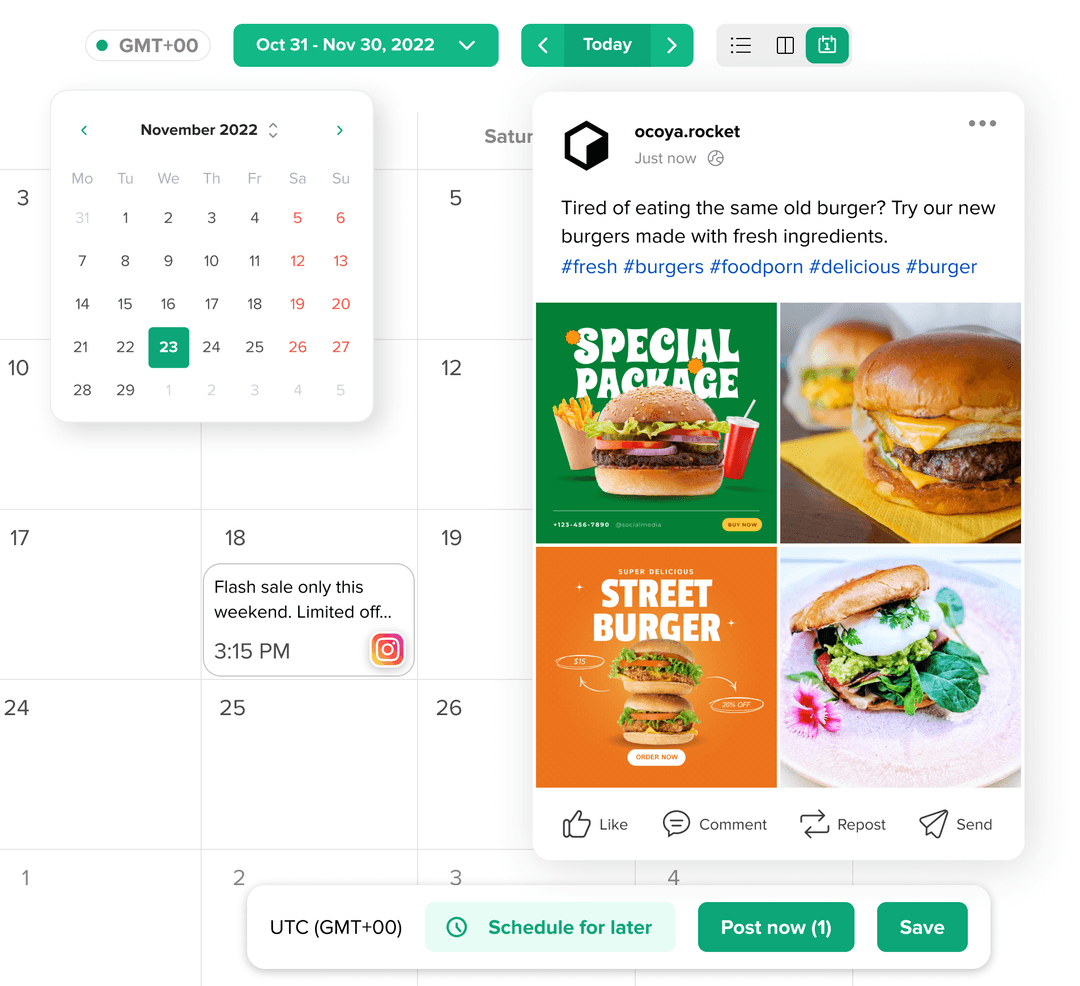 GMT+00
Oct 31 - Nov 30, 2022
Today
1
November 2022
Mo Tu We Th Fr Sa Su
31 1 2 3 4 5 6
7 8 9 10 11 12 13
14 15 16 17 18 19 20
21 22 23 24 25 26 27
28 29 1 2 3 4 5
Satur
3
5
10
12
17
18
19
Flash sale only this
weekend. Limited off...
3:15 PM
24
25
26
1
2
3
4
ocoya.rocket
Just now
Tired of eating the same old burger? Try our new
burgers made with fresh ingredients.
#fresh #burgers #foodporn #delicious #burger
SPECIAL
PACKAGE
+123-456-7890 @socialmedia BUY NOW
SUPER DELICIOUS
STREET
BURGER
$15
20% OFF
ORDER NOW
Like Comment Repost Send
UTC (GMT+00) Schedule for later Post now (1) Save